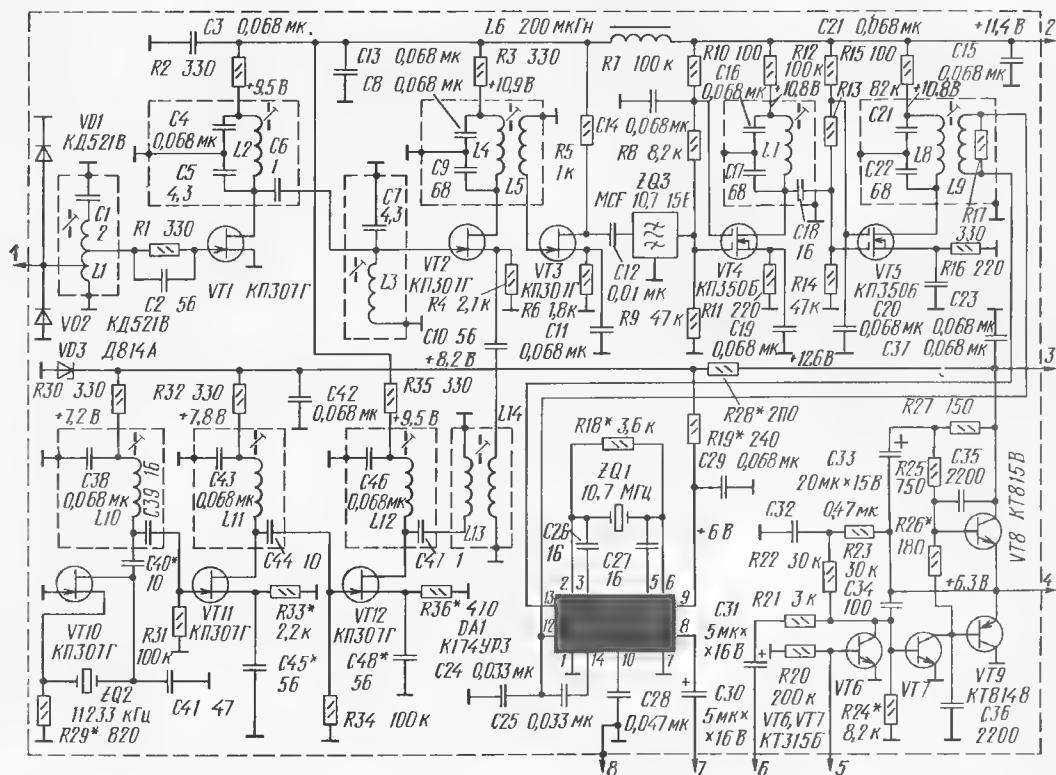 C3 0,068 мк
L6 200 мкГн
C21 0,068 мк
+11,4 В
2
R2 330
C13 0,068 мк
C8 0,068 мк
R3 330
R7 100 к
R10 100
C16 0,068 мк
R12 100 к
R15 100
C15 0,068 мк
+9,5 В
+10,9 В
+10,8 В
R13 82 к
+10,8 В
VD1 КД521В
C4 0,068 мк
L2
C6 1
C5 4,3
C9 68
L4
L5
R5 1 к
C14 0,068 мк
R8 8,2 к
C17 68
L1
C21
C22 68
L8
L9
C1 2
L1
R1 330
C2 56
VT1 КП307Г
C7 4,3
L3
VT2 КП307Г
R4 2,7 к
VT3 КП307Г
R6 1,8 к
C12 0,01 мк
ZQ3
MCF 10,7 15E
VT4 КП350б
R11 220
C18 16
R14 47 к
VT5 КП350б
R17 330
R16 220
1
VD2 КД521В
C10 56
C11 0,068 мк
R9 47 к
C19 0,068 мк
C20 0,068 мк
C23 0,068 мк
C37
VD3 Д814А
+8,2 В
+12,6 В
3
R30 330
R32 330
C42 0,068 мк
R35 330
R28* 200
R27 150
+7,2 В
+7,8 В
+9,5 В
L14
R18* 3,6 к
R19* 240
C29 0,068 мк
C33 20 мк×15 В
R25 750
C35 2200
VT8 КТ815В
C38 0,068 мк
C39 16
L10
C43 0,068 мк
L11
C46 0,068 мк
L12
L13
ZQ1
10,7 МГц
C26 16
C27 16
+6 В
C32 0,47 мк
R22 30 к
R23 30 к
R26* 180
C40* 10
C44 10
C47 1
2 3 5 6
13
9
C31 5 мк × 16 В
R21 3 к
C34 100
+6,3 В
4
VT10 КП307Г
R31 100 к
VT11 КП307Г
R33* 2,2 к
VT12 КП307Г
R36* 470
DA1 К174УР3
12
8
1 14 10 7
R20 200 к
VT6
VT7
VT9 КТ814В
ZQ2
11233 кГц
C41 47
C45* 56
C48* 56
C24 0,033 мк
C25 0,033 мк
C28 0,047 мк
C30 5 мк × 16 В
VT6, VT7 КТ315Б
R24* 8,2 к
C36 2200
R29* 820
R34 100 к
8
7
6
5